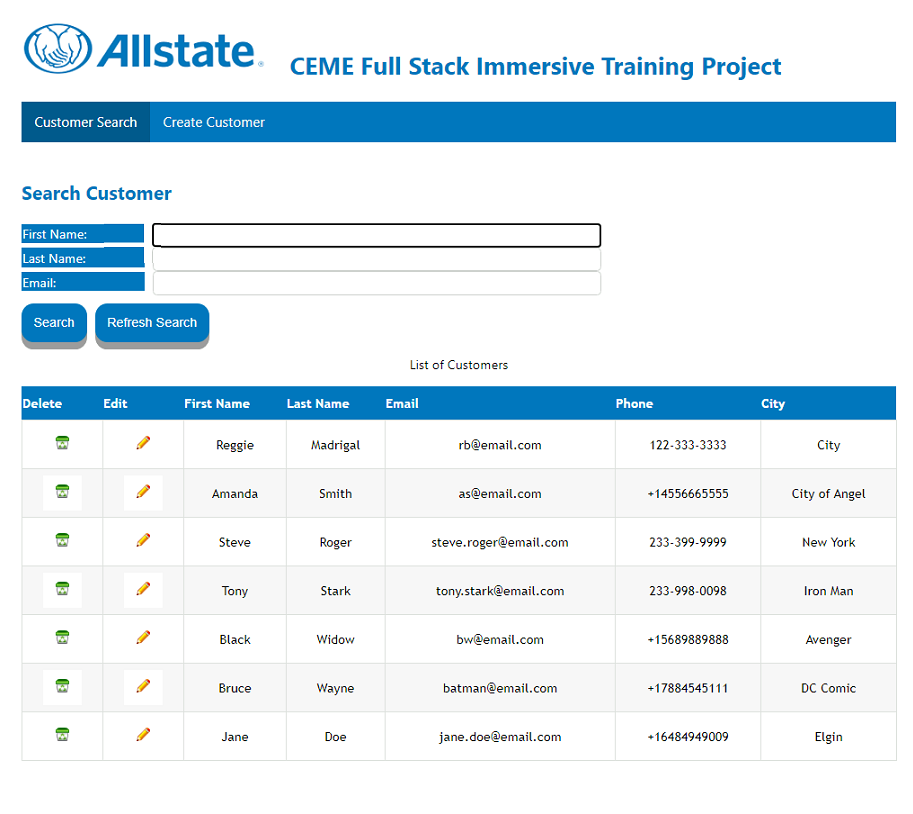 Allstate®
CEME Full Stack Immersive Training Project
Customer Search Create Customer
Search Customer
First Name:
Last Name:
Email:
Search Refresh Search
List of Customers
Delete Edit First Name Last Name Email Phone City
Reggie Madrigal rb@email.com 122-333-3333 City
Amanda Smith as@email.com +14556665555 City of Angel
Steve Roger steve.roger@email.com 233-399-9999 New York
Tony Stark tony.stark@email.com 233-998-0098 Iron Man
Black Widow bw@email.com +15689889888 Avenger
Bruce Wayne batman@email.com +17884545111 DC Comic
Jane Doe jane.doe@email.com +16484949009 Elgin